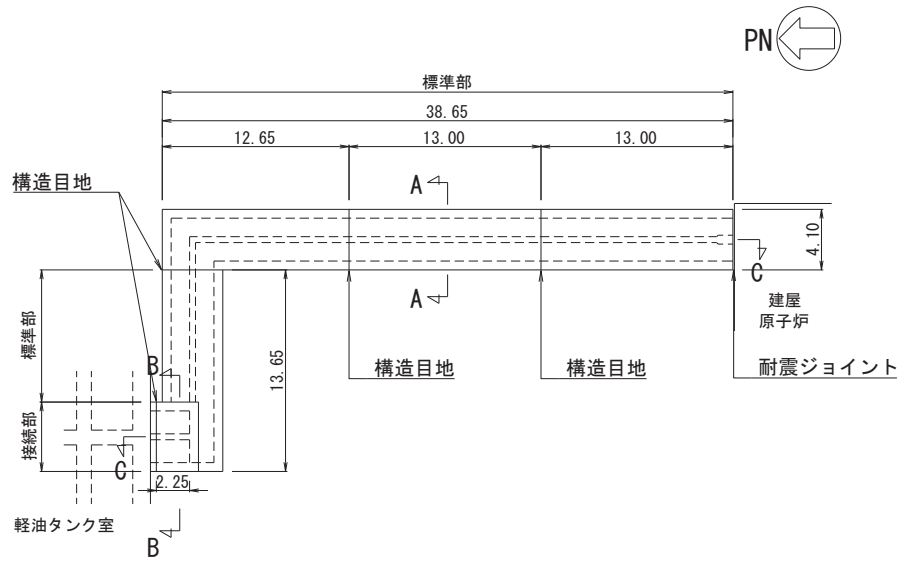 PN
標準部
38.65
12.65
13.00
13.00
構造目地
A
A
4.10
C
建屋
原子炉
構造目地
構造目地
耐震ジョイント
標準部
13.65
B
接続部
C
2.25
軽油タンク室
B